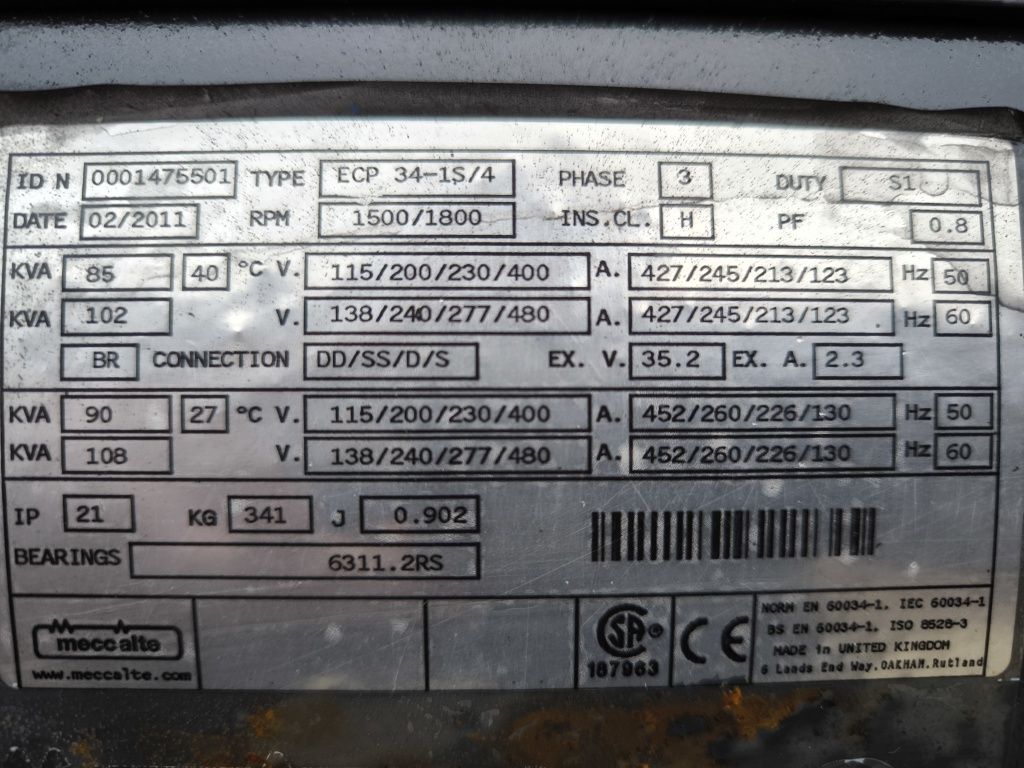 ID N 0001475501 TYPE ECP 34-1S/4 PHASE 3 DUTY S1
DATE 02/2011 RPM 1500/1800 INS.CL. H PF 0.8
KVA 85 40 °C V. 115/200/230/400 A. 427/245/213/123 Hz 50
KVA 102 V. 138/240/277/480 A. 427/245/213/123 Hz 60
BR CONNECTION DD/SS/D/S EX. V. 35.2 EX. A. 2.3
KVA 90 27 °C V. 115/200/230/400 A. 452/260/226/130 Hz 50
KVA 108 V. 138/240/277/480 A. 452/260/226/130 Hz 60
IP 21 KG 341 J 0.902
BEARINGS 6311.2RS
meccalte
www.meccalte.com
SA ®
187963
CE
NORM EN 60034-1. IEC 60034-1
BS EN 60034-1. ISO 8528-3
MADE in UNITED KINGDOM
6 Lands End Way. OAKHAM. Rutland